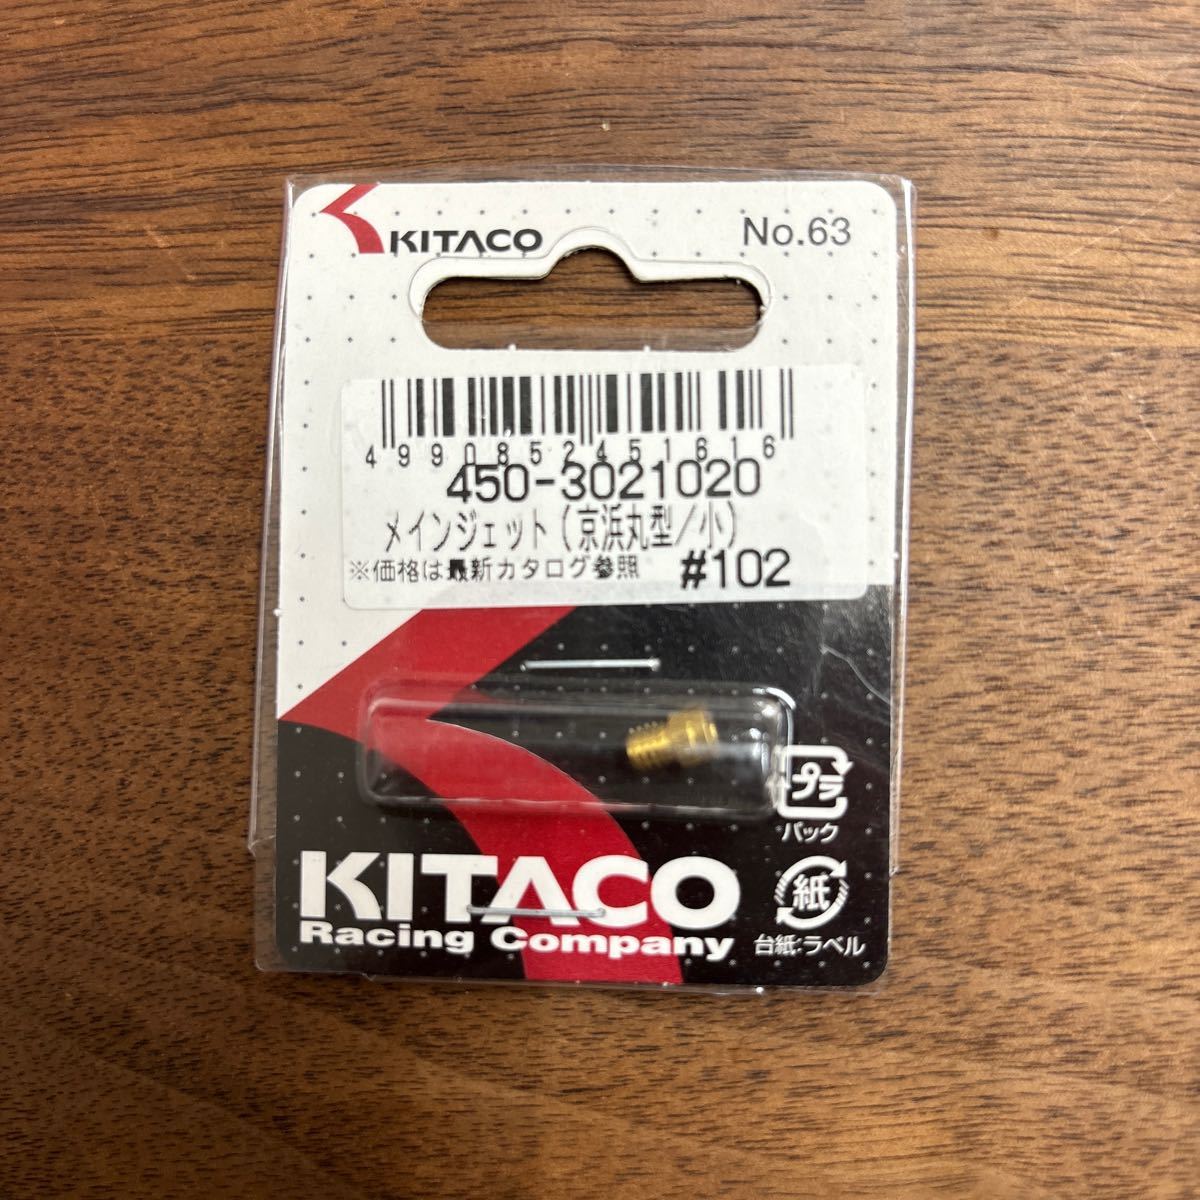 KITACO
No.63
4990852451616
450-3021020
メインジェット(京浜丸型/小)
※価格は最新カタログ参照 #102
プラ
パック
紙
台紙:ラベル
KITACO
Racing Company